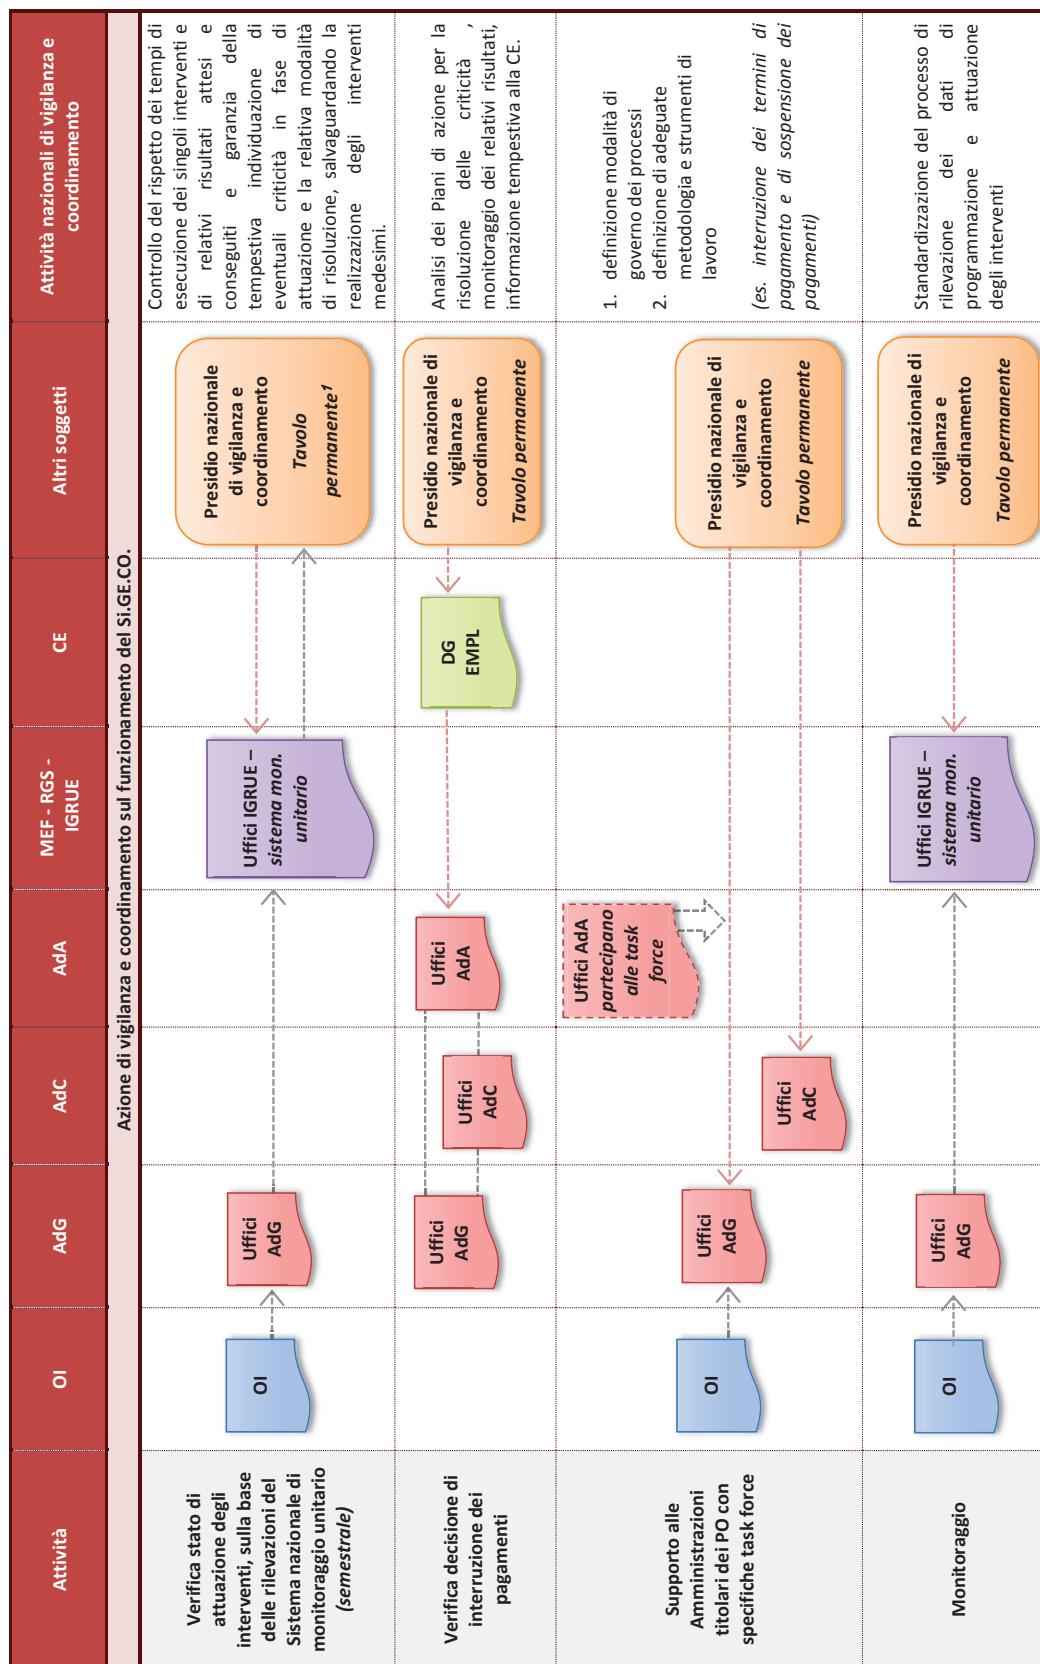 Attività
OI
AdG
AdC
AdA
MEF - RGS -
IGRUE
CE
Altri soggetti
Attività nazionali di vigilanza e
coordinamento
Azione di vigilanza e coordinamento sul funzionamento del Si.GE.CO.
Verifica stato di
attuazione degli
interventi, sulla base
delle rilevazioni del
Sistema nazionale di
monitoraggio unitario
(semestrale)
OI
Uffici
AdG
Uffici IGRUE –
sistema mon.
unitario
Presidio nazionale
di vigilanza e
coordinamento
Tavolo
permanente¹
Controllo del rispetto dei tempi di
esecuzione dei singoli interventi e
di relativi risultati attesi e
conseguiti e garanzia della
tempestiva individuazione di
eventuali criticità in fase di
attuazione e la relativa modalità
di risoluzione, salvaguardando la
realizzazione degli interventi
medesimi.
Verifica decisione di
interruzione dei
pagamenti
Uffici
AdG
Uffici
AdC
Uffici
AdA
DG
EMPL
Presidio nazionale di
vigilanza e
coordinamento
Tavolo permanente
Analisi dei Piani di azione per la
risoluzione delle criticità ,
monitoraggio dei relativi risultati,
informazione tempestiva alla CE.
Supporto alle
Amministrazioni
titolari dei PO con
specifiche task force
OI
Uffici
AdG
Uffici
AdC
Uffici AdA
partecipano
alle task
force
Presidio nazionale di
vigilanza e
coordinamento
Tavolo permanente
1. definizione modalità di
governo dei processi
2. definizione di adeguate
metodologia e strumenti di
lavoro
(es. interruzione dei termini di
pagamento e di sospensione dei
pagamenti)
Monitoraggio
OI
Uffici
AdG
Uffici IGRUE –
sistema mon.
unitario
Presidio nazionale di
vigilanza e
coordinamento
Tavolo permanente
Standardizzazione del processo di
rilevazione dei dati di
programmazione e attuazione
degli interventi